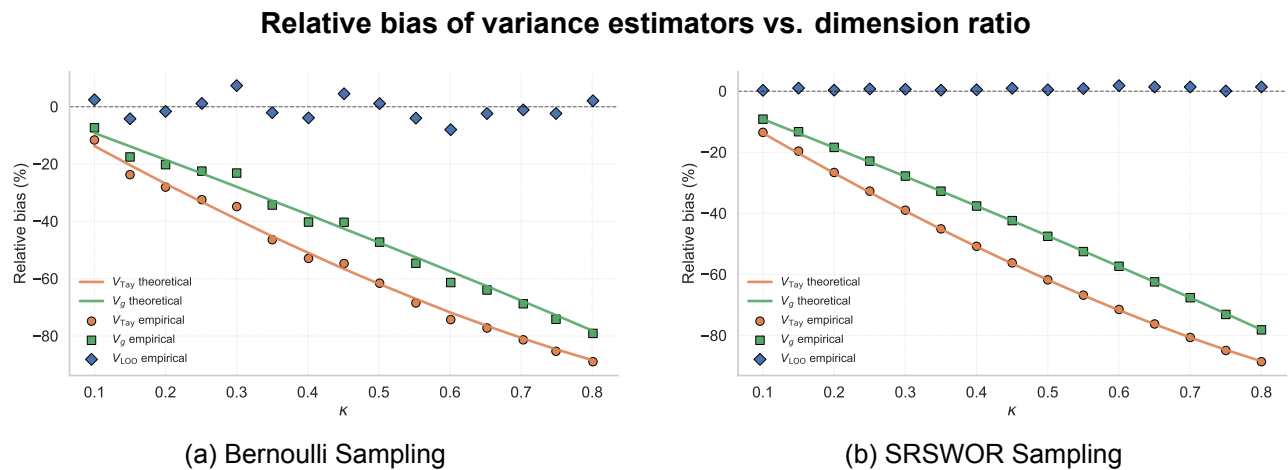 Relative bias of variance estimators vs. dimension ratio
0
−20
−40
−60
−80
Relative bias (%)
V_Tay theoretical
V_g theoretical
V_Tay empirical
V_g empirical
V_LOO empirical
0.1 0.2 0.3 0.4 0.5 0.6 0.7 0.8
κ
(a) Bernoulli Sampling
0
−20
−40
−60
−80
Relative bias (%)
V_Tay theoretical
V_g theoretical
V_Tay empirical
V_g empirical
V_LOO empirical
0.1 0.2 0.3 0.4 0.5 0.6 0.7 0.8
κ
(b) SRSWOR Sampling